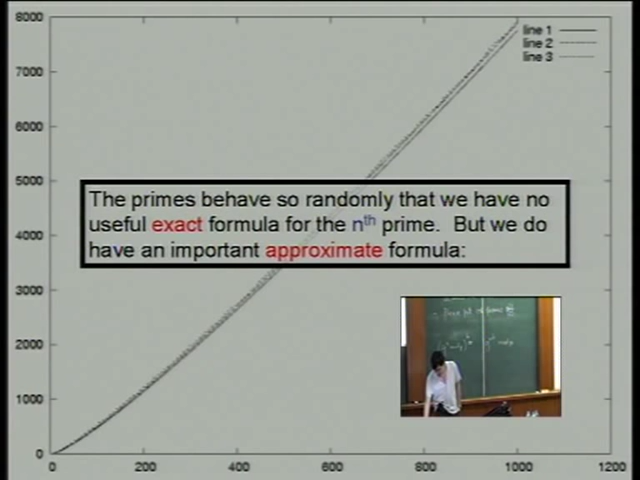 8000
line 1
line 2
7000
line 3
6000
5000
The primes behave so randomly that we have no
useful exact formula for the nth prime. But we do
4000
have an important approximate formula:
3000
2000
1000
0
0 200 400 600 800 1000 1200